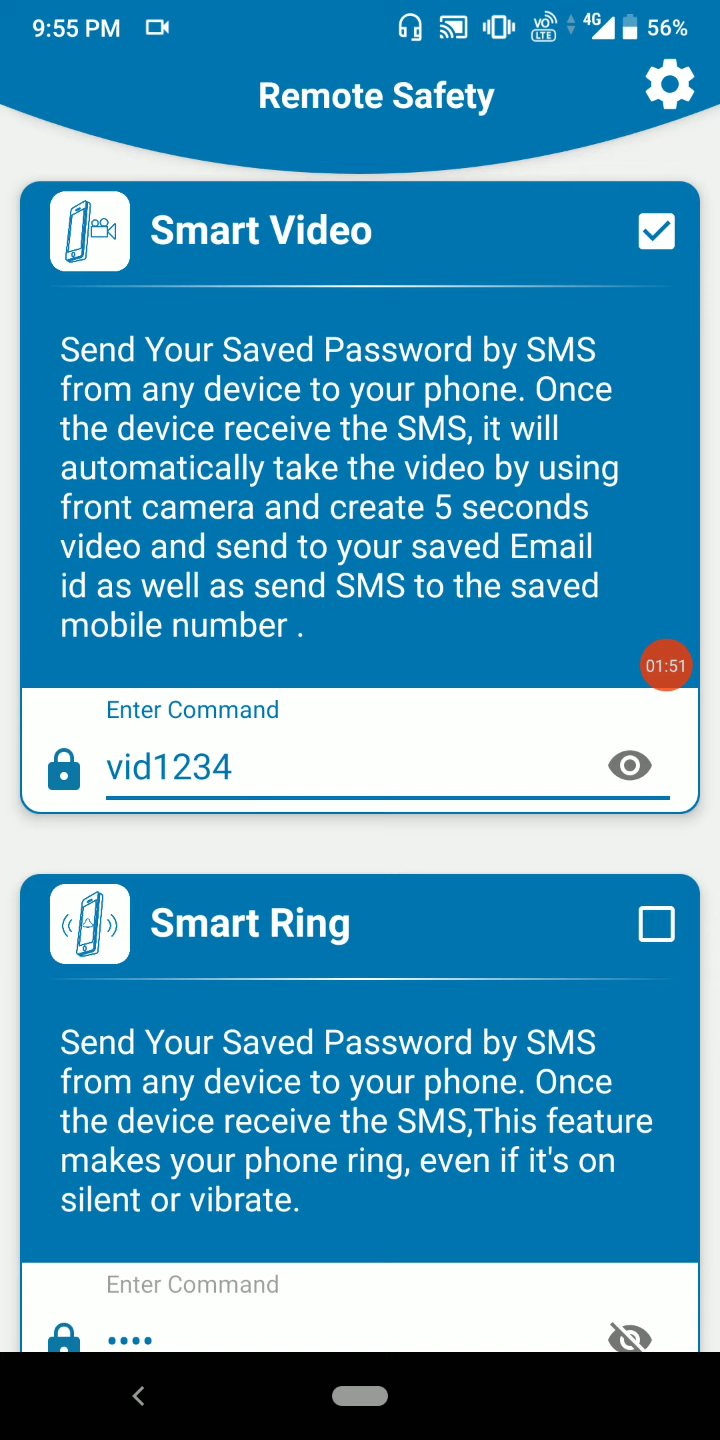 9:55 PM VO LTE 4G 56%
Remote Safety
Smart Video
Send Your Saved Password by SMS
from any device to your phone. Once
the device receive the SMS, it will
automatically take the video by using
front camera and create 5 seconds
video and send to your saved Email
id as well as send SMS to the saved
mobile number .
01:51
Enter Command
vid1234
Smart Ring
Send Your Saved Password by SMS
from any device to your phone. Once
the device receive the SMS,This feature
makes your phone ring, even if it's on
silent or vibrate.
Enter Command
••••